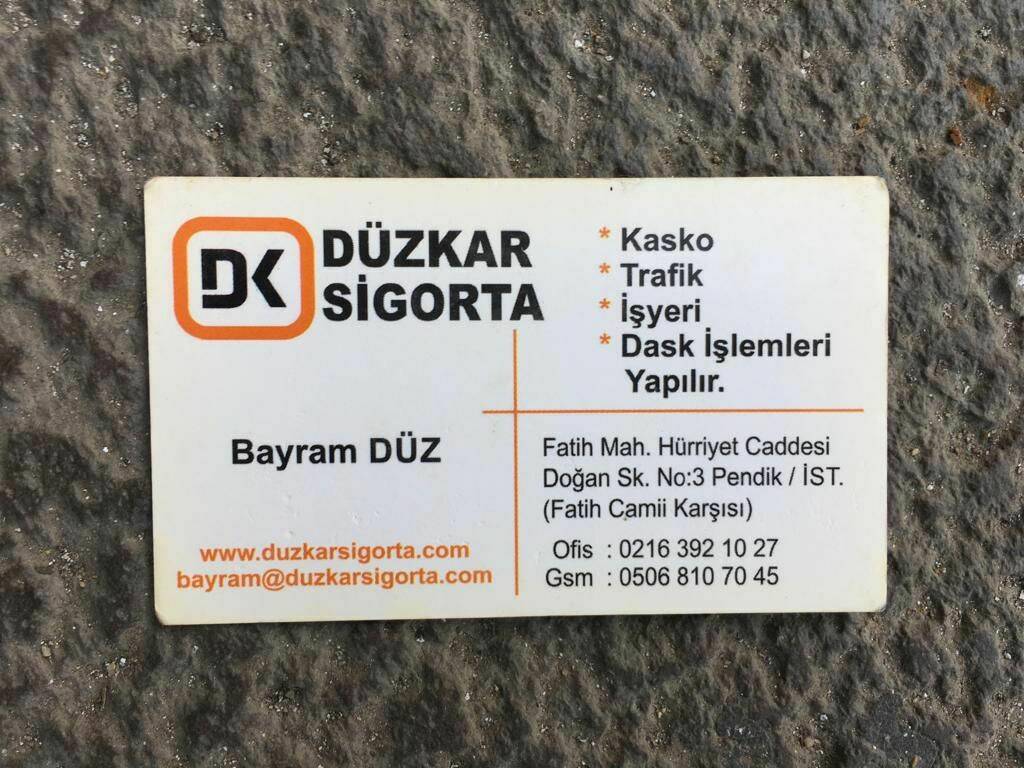 DK
DÜZKAR
SİGORTA
* Kasko
* Trafik
* İşyeri
* Dask İşlemleri
Yapılır.
Bayram DÜZ
www.duzkarsigorta.com
bayram@duzkarsigorta.com
Fatih Mah. Hürriyet Caddesi
Doğan Sk. No:3 Pendik / İST.
(Fatih Camii Karşısı)
Ofis : 0216 392 10 27
Gsm : 0506 810 70 45